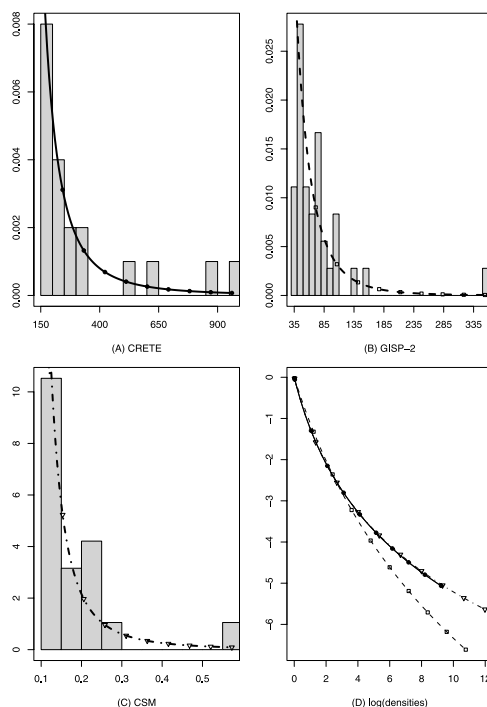 0.000 0.002 0.004 0.006 0.008
150 400 650 900
(A) CRETE
0.000 0.005 0.010 0.015 0.020 0.025
35 85 135 185 235 285 335
(B) GISP−2
0 2 4 6 8 10
0.1 0.2 0.3 0.4 0.5
(C) CSM
−6 −5 −4 −3 −2 −1 0
0 2 4 6 8 10 12
(D) log(densities)